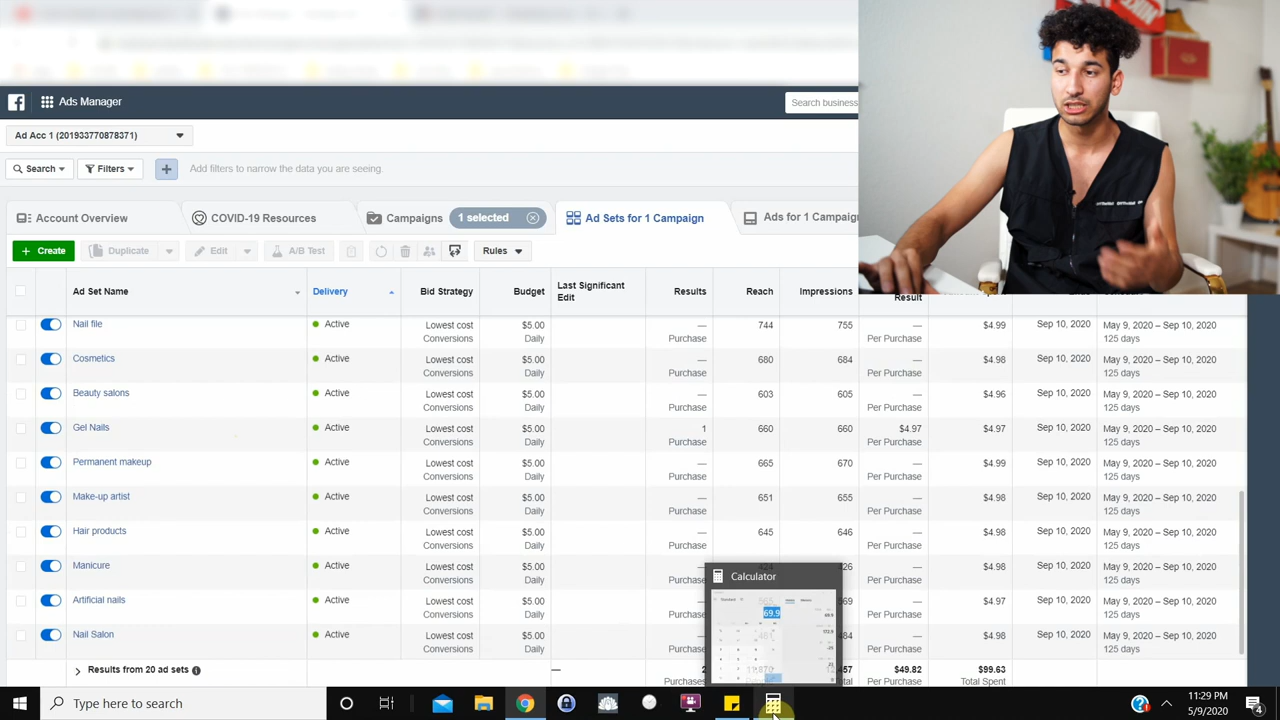 Ads Manager
Search business
Ad Acc 1 (201933770878371)
Search
Filters
Add filters to narrow the data you are seeing.
Account Overview
COVID-19 Resources
Campaigns
1 selected
Ad Sets for 1 Campaign
Ads for 1 Campaign
+ Create
Duplicate
Edit
A/B Test
Rules
Ad Set Name
Delivery
Bid Strategy
Budget
Last Significant
Edit
Results
Reach
Impressions
Result
Nail file Active Lowest cost $5.00 — 744 755 — $4.99 Sep 10, 2020 May 9, 2020 – Sep 10, 2020
Conversions Daily Purchase Per Purchase 125 days
Cosmetics Active Lowest cost $5.00 — 680 684 — $4.98 Sep 10, 2020 May 9, 2020 – Sep 10, 2020
Conversions Daily Purchase Per Purchase 125 days
Beauty salons Active Lowest cost $5.00 — 603 605 — $4.96 Sep 10, 2020 May 9, 2020 – Sep 10, 2020
Conversions Daily Purchase Per Purchase 125 days
Gel Nails Active Lowest cost $5.00 1 660 660 $4.97 $4.97 Sep 10, 2020 May 9, 2020 – Sep 10, 2020
Conversions Daily Purchase Per Purchase 125 days
Permanent makeup Active Lowest cost $5.00 — 665 670 — $4.99 Sep 10, 2020 May 9, 2020 – Sep 10, 2020
Conversions Daily Purchase Per Purchase 125 days
Make-up artist Active Lowest cost $5.00 — 651 655 — $4.98 Sep 10, 2020 May 9, 2020 – Sep 10, 2020
Conversions Daily Purchase Per Purchase 125 days
Hair products Active Lowest cost $5.00 — 645 646 — $4.98 Sep 10, 2020 May 9, 2020 – Sep 10, 2020
Conversions Daily Purchase Per Purchase 125 days
Manicure Active Lowest cost $5.00 — — $4.98 Sep 10, 2020 May 9, 2020 – Sep 10, 2020
Conversions Daily Purchase Per Purchase 125 days
Calculator
69.9
Artificial nails Active Lowest cost $5.00 — — $4.97 Sep 10, 2020 May 9, 2020 – Sep 10, 2020
Conversions Daily Purchase Per Purchase 125 days
Nail Salon Active Lowest cost $5.00 — — $4.98 Sep 10, 2020 May 9, 2020 – Sep 10, 2020
Conversions Daily Purchase Per Purchase 125 days
Results from 20 ad sets — 2 $49.82 $99.63
Purchases Per Purchase Total Spent
Type here to search
11:29 PM
5/9/2020
4